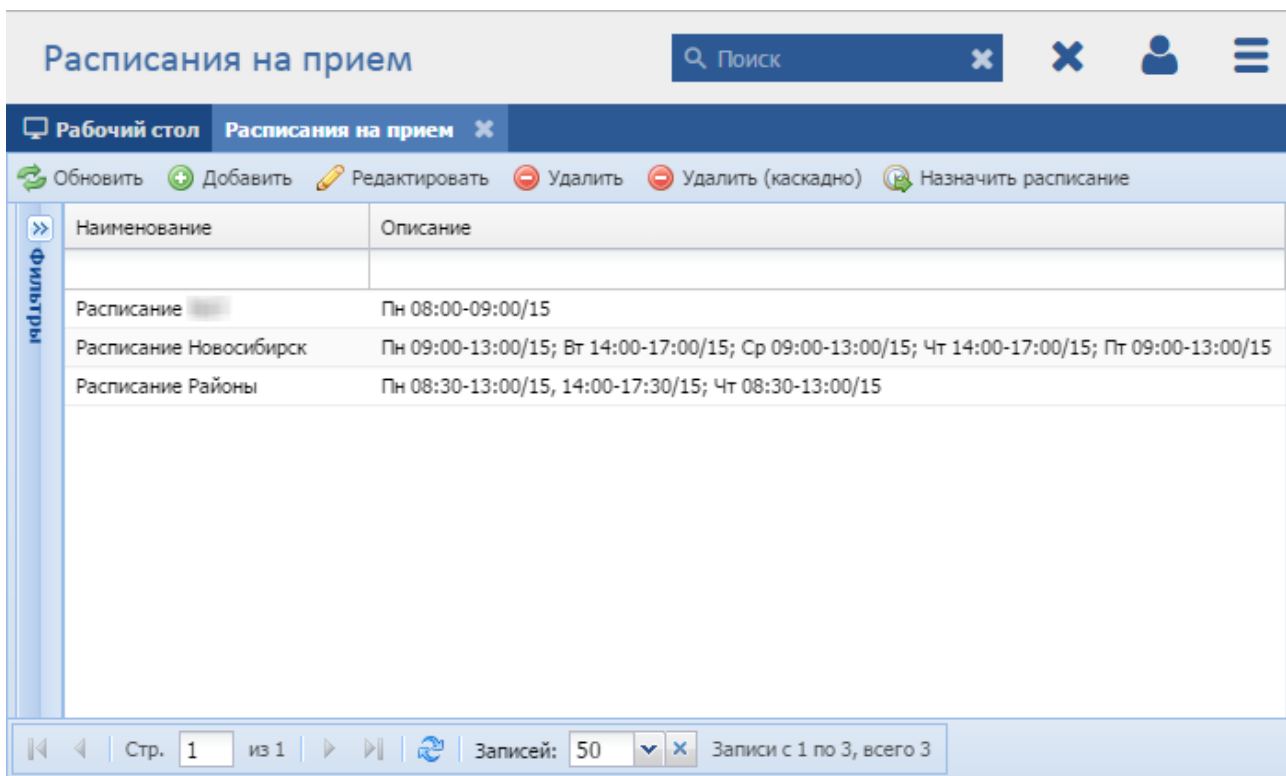 Расписания на прием
Поиск
Рабочий стол Расписания на прием
Обновить Добавить Редактировать Удалить Удалить (каскадно) Назначить расписание
Фильтры
Наименование Описание
Расписание Пн 08:00-09:00/15
Расписание Новосибирск Пн 09:00-13:00/15; Вт 14:00-17:00/15; Ср 09:00-13:00/15; Чт 14:00-17:00/15; Пт 09:00-13:00/15
Расписание Районы Пн 08:30-13:00/15, 14:00-17:30/15; Чт 08:30-13:00/15
Стр. 1 из 1 Записей: 50 Записи с 1 по 3, всего 3